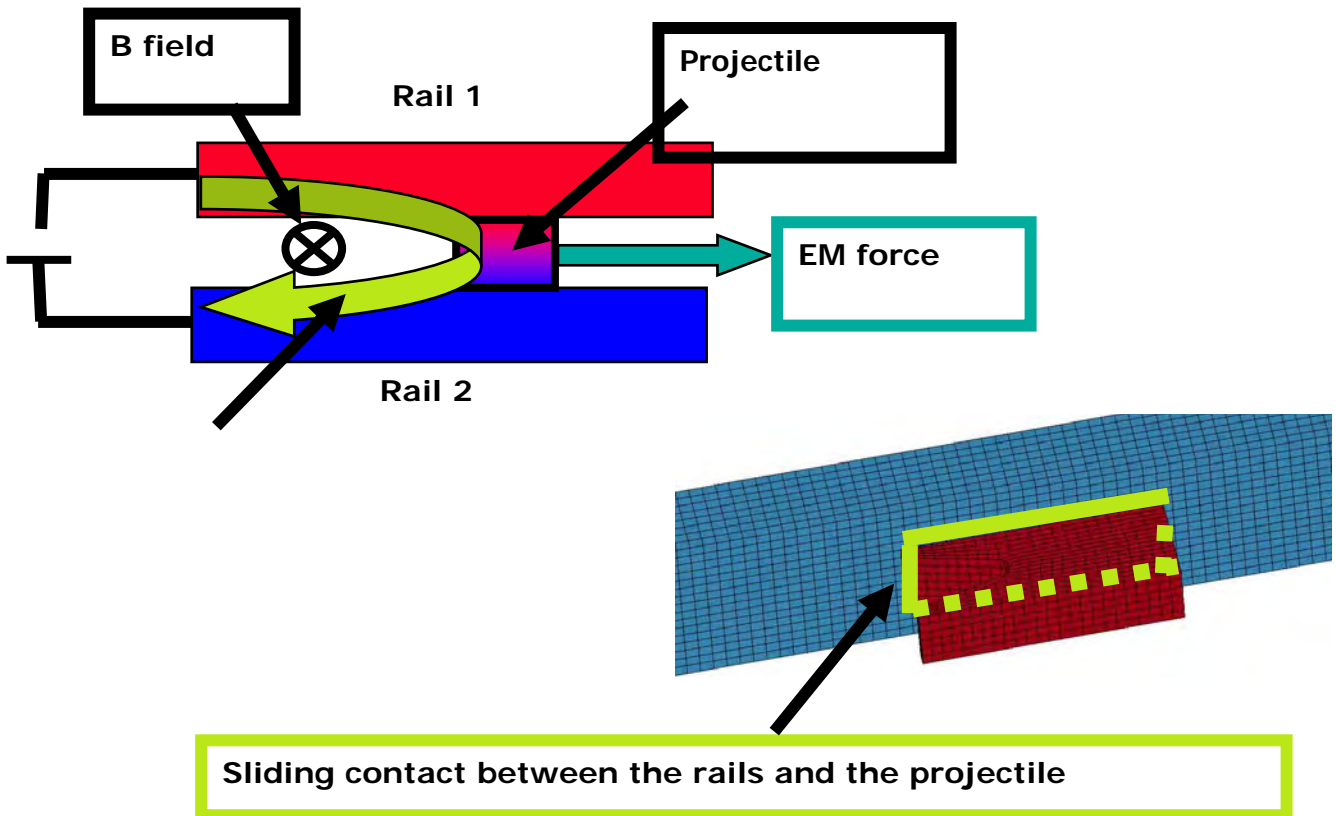 B field
Projectile
Rail 1
EM force
Rail 2
Sliding contact between the rails and the projectile